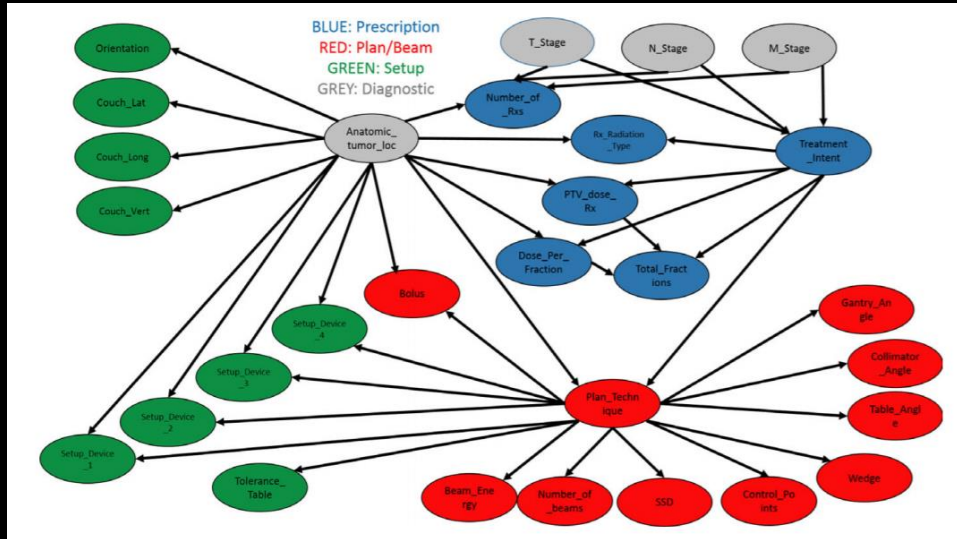 BLUE: Prescription
RED: Plan/Beam
GREEN: Setup
GREY: Diagnostic
Orientation
T_Stage
N_Stage
M_Stage
Couch_Lat
Number_of
_Rxs
Anatomic_
tumor_loc
Rx_Radiation
_Type
Treatment
_Intent
Couch_Long
Couch_Vert
PTV_dose_
Rx
Dose_Per_
Fraction
Total_Fract
ions
Bolus
Gantry_An
gle
Setup_Device
_4
Collimator
_Angle
Setup_Device
_3
Plan_Techn
ique
Table_Angl
e
Setup_Device
_2
Setup_Device
_1
Tolerance_
Table
Beam_Ene
rgy
Number_of
_beams
SSD
Control_Po
ints
Wedge